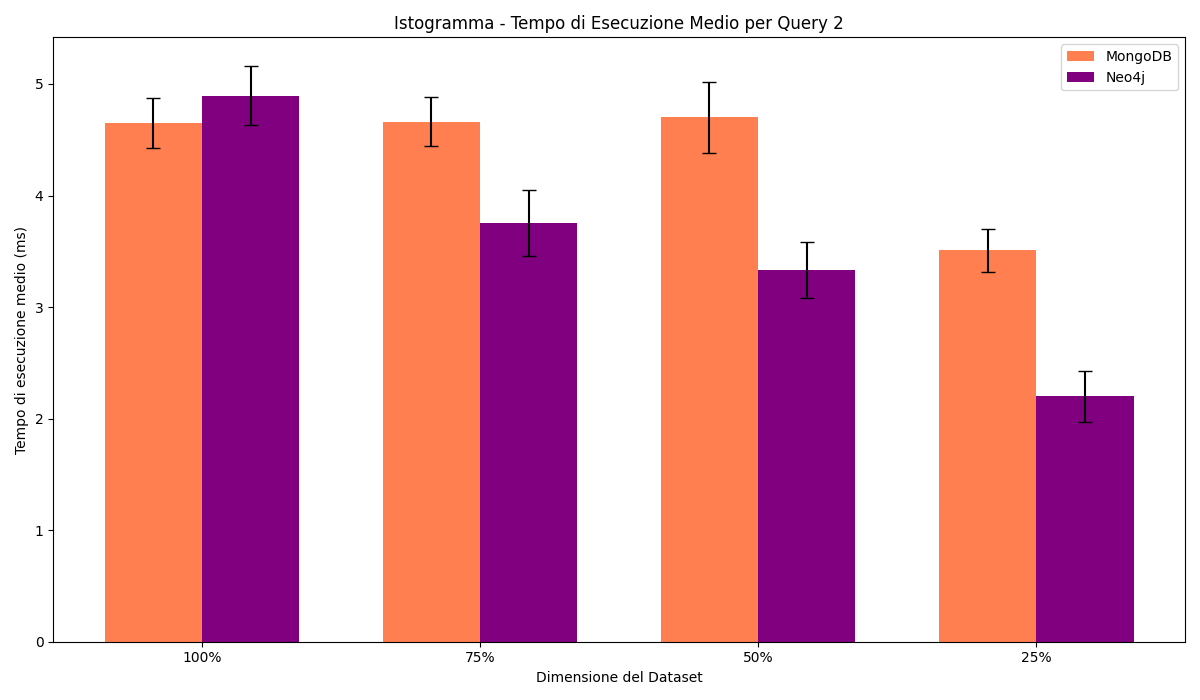 Istogramma - Tempo di Esecuzione Medio per Query 2
MongoDB
Neo4j
Tempo di esecuzione medio (ms)
5
4
3
2
1
0
100%
75%
50%
25%
Dimensione del Dataset